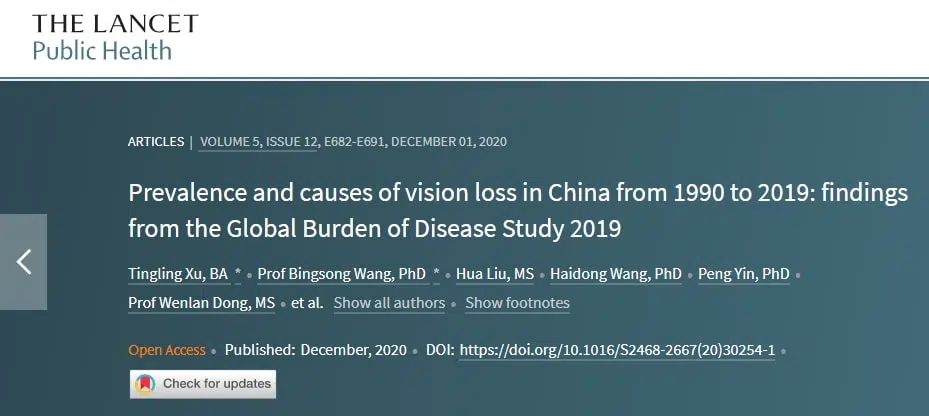 THE LANCET
Public Health
ARTICLES | VOLUME 5, ISSUE 12, E682-E691, DECEMBER 01, 2020
Prevalence and causes of vision loss in China from 1990 to 2019: findings
from the Global Burden of Disease Study 2019
Tingling Xu, BA * • Prof Bingsong Wang, PhD * • Hua Liu, MS • Haidong Wang, PhD • Peng Yin, PhD •
Prof Wenlan Dong, MS • et al. Show all authors • Show footnotes
Open Access • Published: December, 2020 • DOI: https://doi.org/10.1016/S2468-2667(20)30254-1 •
Check for updates